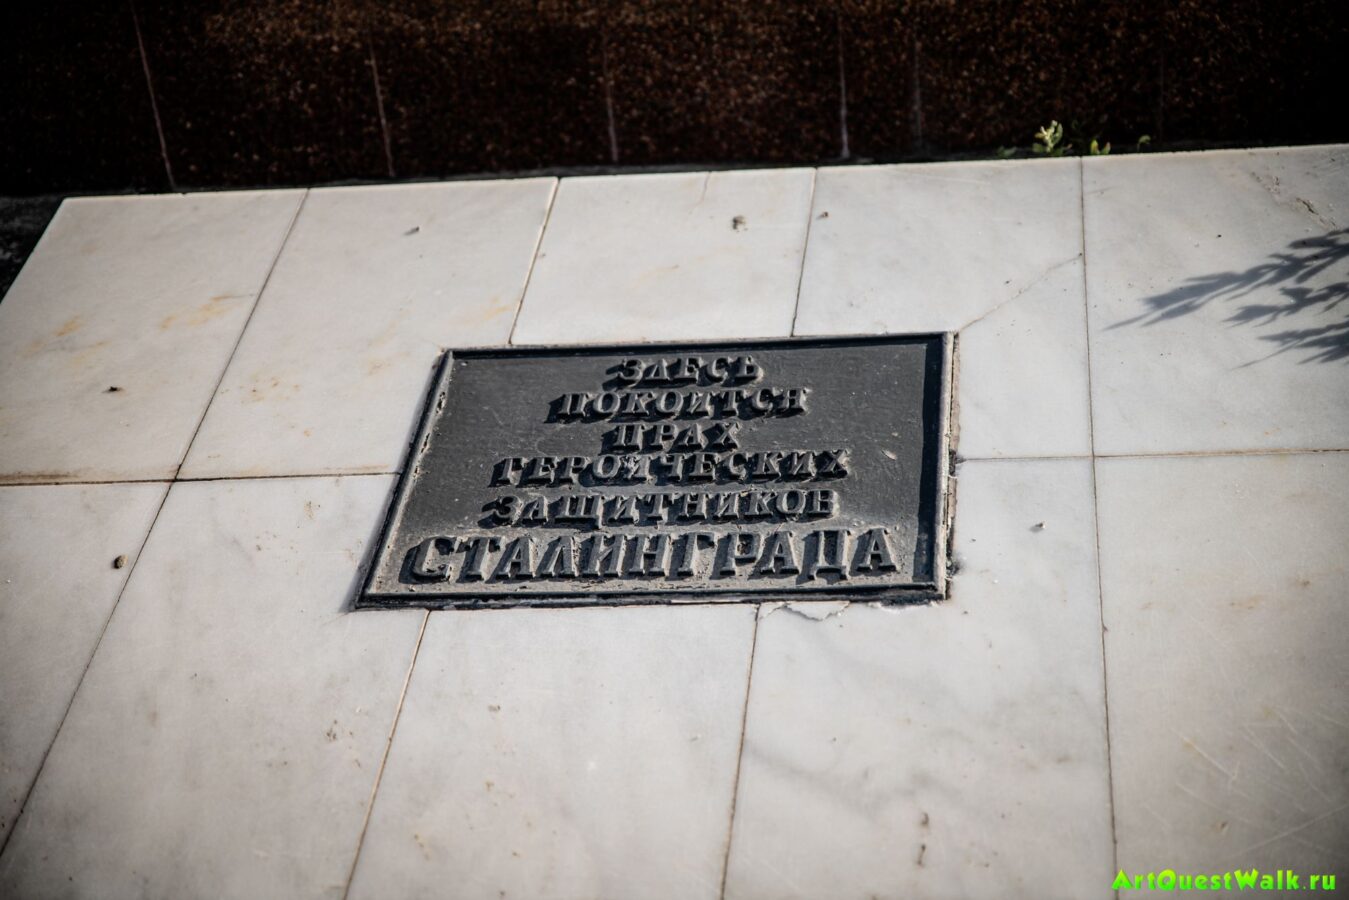 ЗДЕСЬ
ПОКОИТСЯ
ПРАХ
ГЕРОИЧЕСКИХ
ЗАЩИТНИКОВ
СТАЛИНГРАДА
ArtQuestWalk.ru